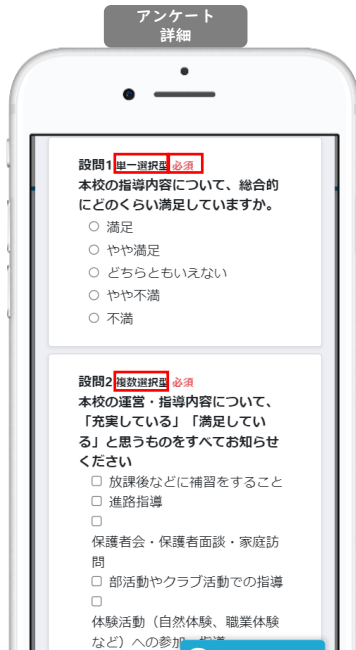 アンケート
詳細
設問1 単一選択型 必須
本校の指導内容について、総合的
にどのくらい満足していますか。
満足
やや満足
どちらともいえない
やや不満
不満
設問2 複数選択型 必須
本校の運営・指導内容について、
「充実している」「満足してい
る」と思うものをすべてお知らせ
ください
放課後などに補習をすること
進路指導
保護者会・保護者面談・家庭訪
問
部活動やクラブ活動での指導
体験活動（自然体験、職業体験
など）への参加